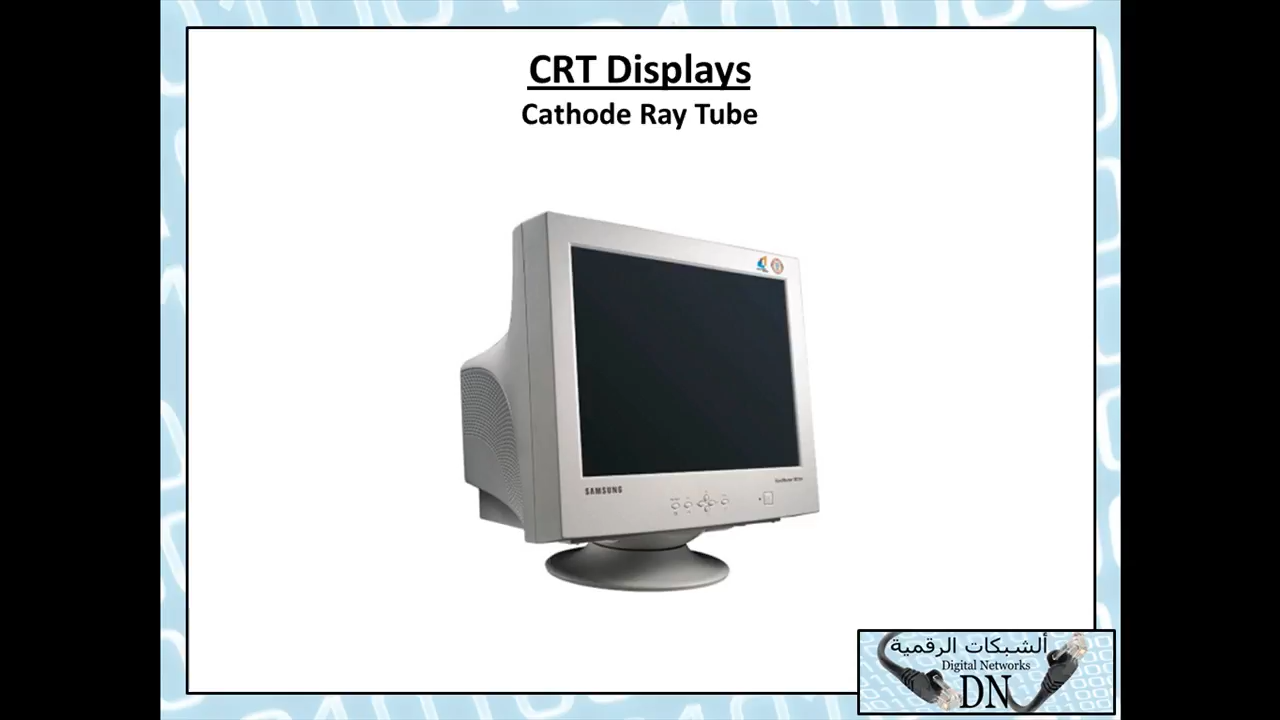 CRT Displays
Cathode Ray Tube
SAMSUNG
ألشبكات الرقمية
Digital Networks
DN